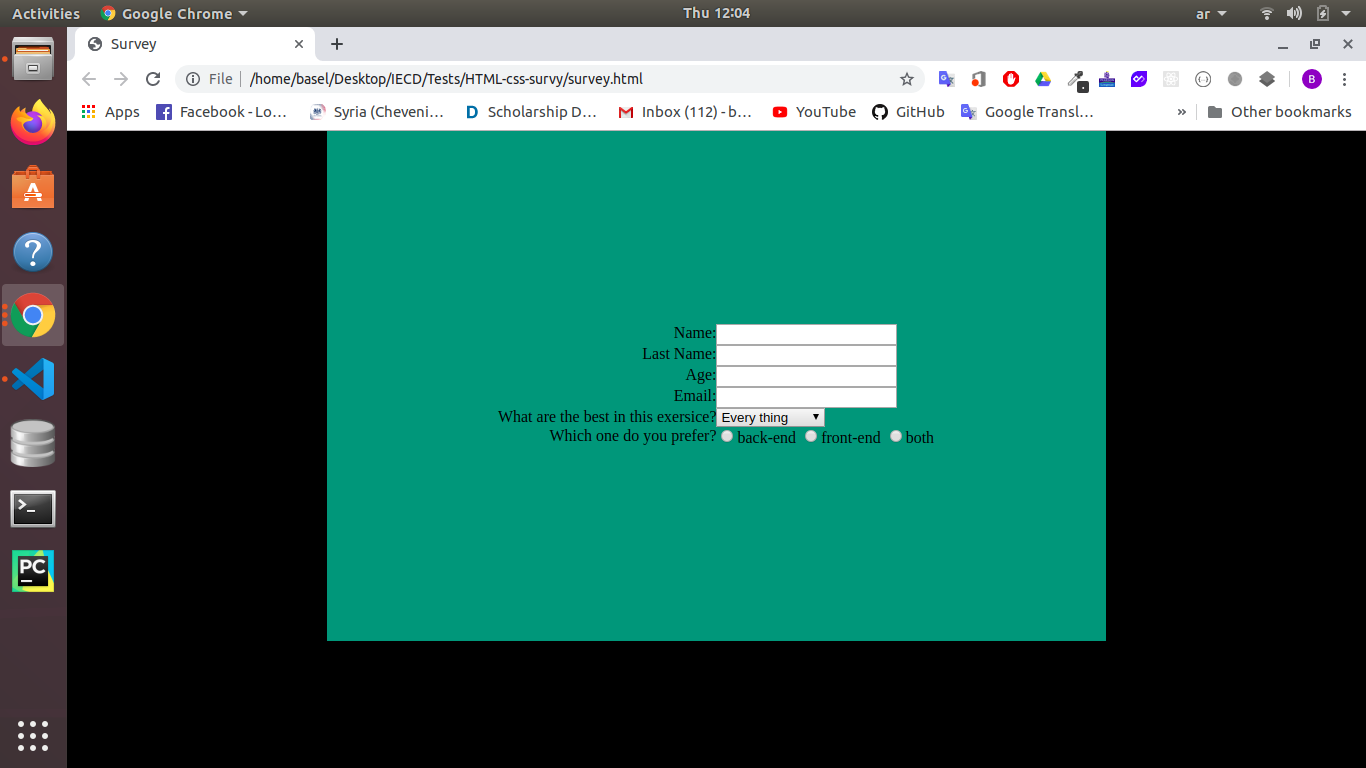 Activities Google Chrome Thu 12:04 ar
Survey
File /home/basel/Desktop/IECD/Tests/HTML-css-survy/survey.html B
Apps Facebook - Lo... Syria (Cheveni... D Scholarship D... Inbox (112) - b... YouTube GitHub Google Transl... » Other bookmarks
Name:
Last Name:
Age:
Email:
What are the best in this exersice? Every thing
Which one do you prefer? back-end front-end both
PC